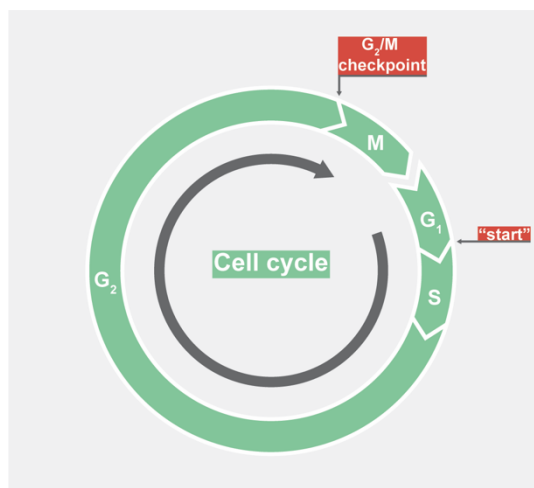 G₂/M
checkpoint
M
G₁
"start"
Cell cycle
G₂
S